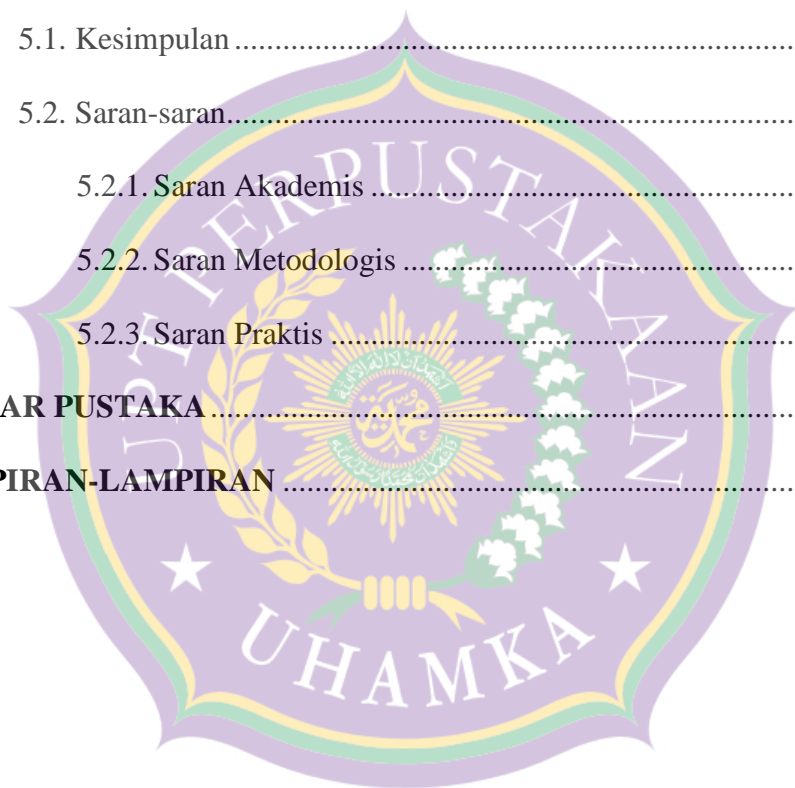 5.1. Kesimpulan ........................................................................
5.2. Saran-saran........................................................................
5.2.1. Saran Akademis .....................................................
5.2.2. Saran Metodologis .................................................
5.2.3. Saran Praktis ..........................................................
AR PUSTAKA ..........................................................................
PIRAN-LAMPIRAN ................................................................
UPT PERPUSTAKAAN
UHAMKA